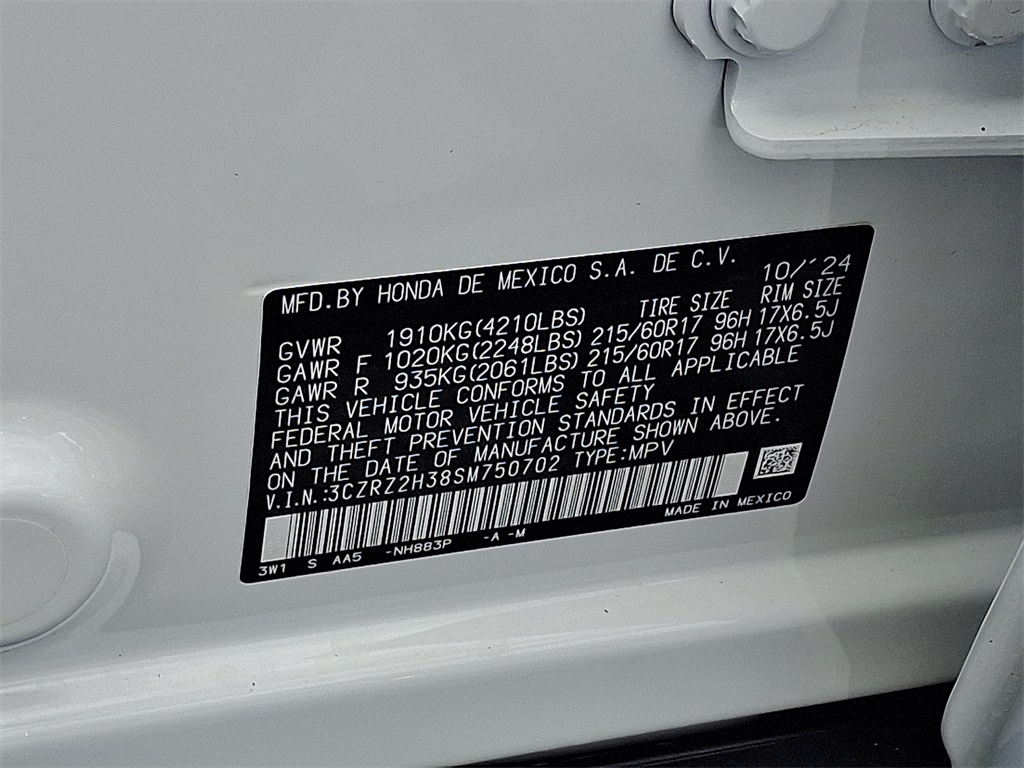 MFD.BY HONDA DE MEXICO S.A. DE C.V. 10/´24
TIRE SIZE RIM SIZE
GVWR 1910KG(4210LBS)
GAWR F 1020KG(2248LBS) 215/60R17 96H 17X6.5J
GAWR R 935KG(2061LBS) 215/60R17 96H 17X6.5J
THIS VEHICLE CONFORMS TO ALL APPLICABLE
FEDERAL MOTOR VEHICLE SAFETY
AND THEFT PREVENTION STANDARDS IN EFFECT
ON THE DATE OF MANUFACTURE SHOWN ABOVE.
V.I.N.:3CZRZ2H38SM750702 TYPE:MPV
MADE IN MEXICO
3W1 S AA5 -NH883P -A -M